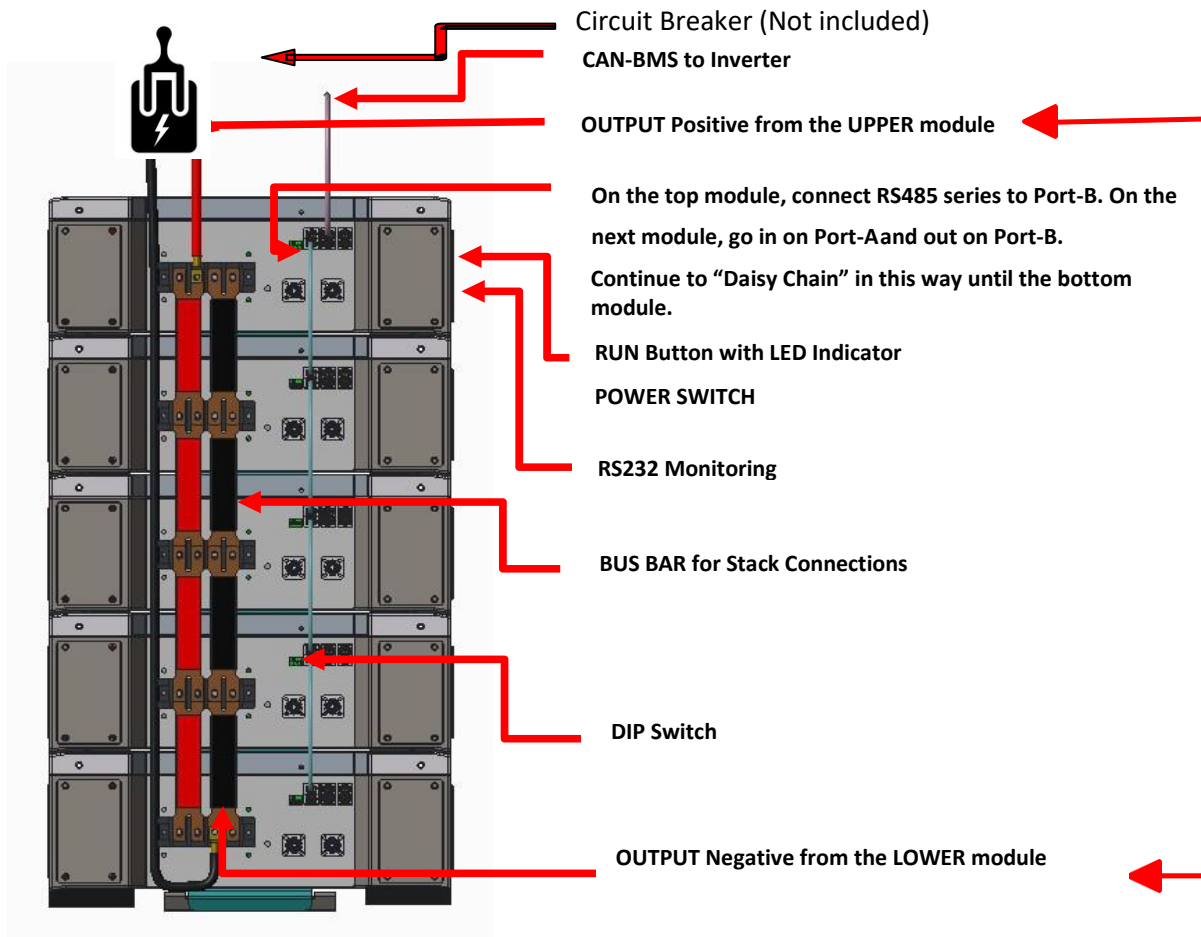 Circuit Breaker (Not included)
CAN-BMS to Inverter
OUTPUT Positive from the UPPER module
On the top module, connect RS485 series to Port-B. On the
next module, go in on Port-Aand out on Port-B.
Continue to “Daisy Chain” in this way until the bottom
module.
RUN Button with LED Indicator
POWER SWITCH
RS232 Monitoring
BUS BAR for Stack Connections
DIP Switch
OUTPUT Negative from the LOWER module